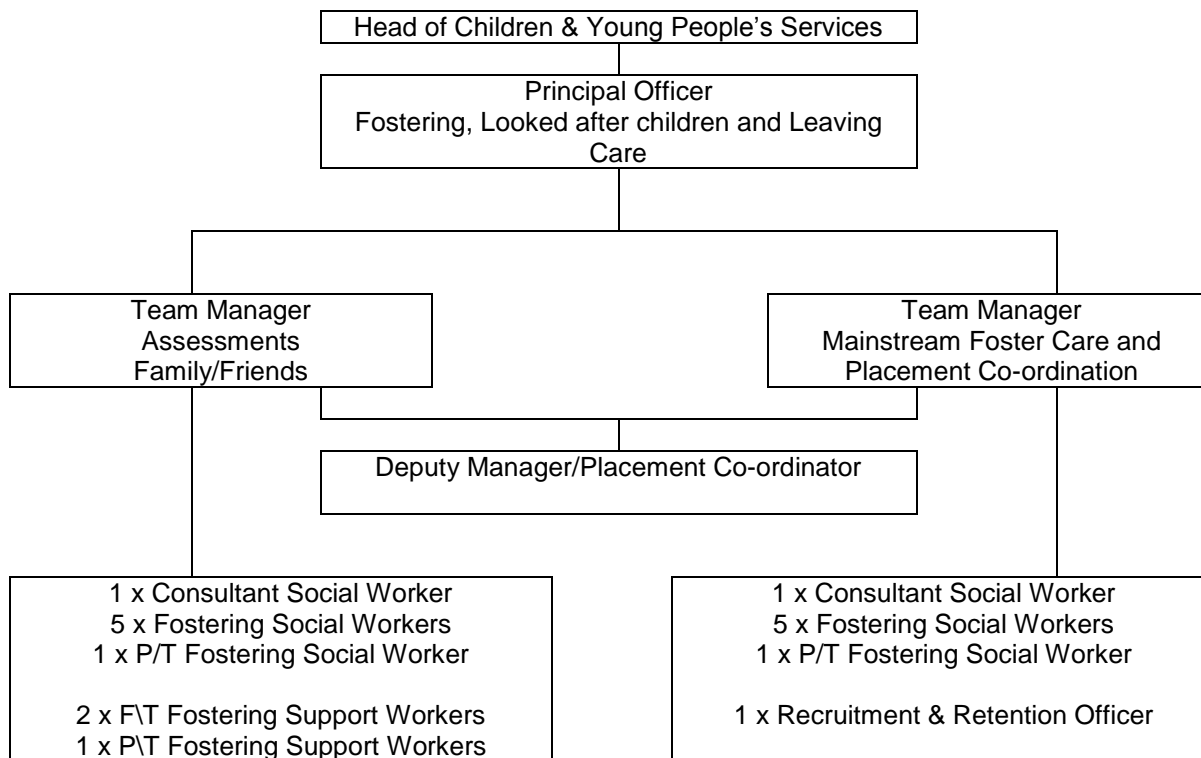 Head of Children & Young People’s Services
Principal Officer
Fostering, Looked after children and Leaving
Care
Team Manager
Assessments
Family/Friends
Team Manager
Mainstream Foster Care and
Placement Co-ordination
Deputy Manager/Placement Co-ordinator
1 x Consultant Social Worker
5 x Fostering Social Workers
1 x P/T Fostering Social Worker
2 x F\T Fostering Support Workers
1 x P\T Fostering Support Workers
1 x Consultant Social Worker
5 x Fostering Social Workers
1 x P/T Fostering Social Worker
1 x Recruitment & Retention Officer